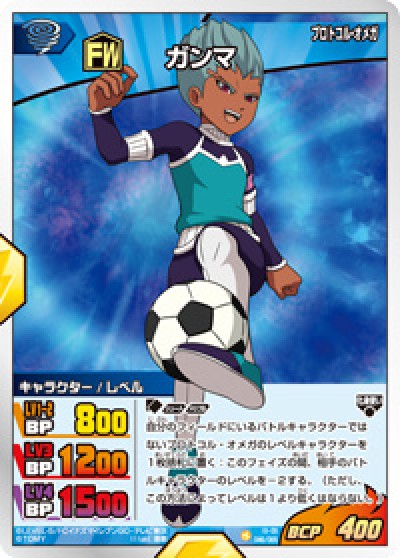 プロトコル・オメガ
FW
ガンマ
キャラクター / レベル
LV1-2
BP 800
自分のフィールドにいるバトルキャラクターでは
ないプロトコル・オメガのレベルキャラクターを
LV3
BP 1200
1枚捨札に置く：このフェイズの間、相手のバト
ルキャラクターのレベルを－2する。（ただし、
この方法によってレベルは1より低くはならない。）
LV4
BP 1500
©TOMY
BCP 400